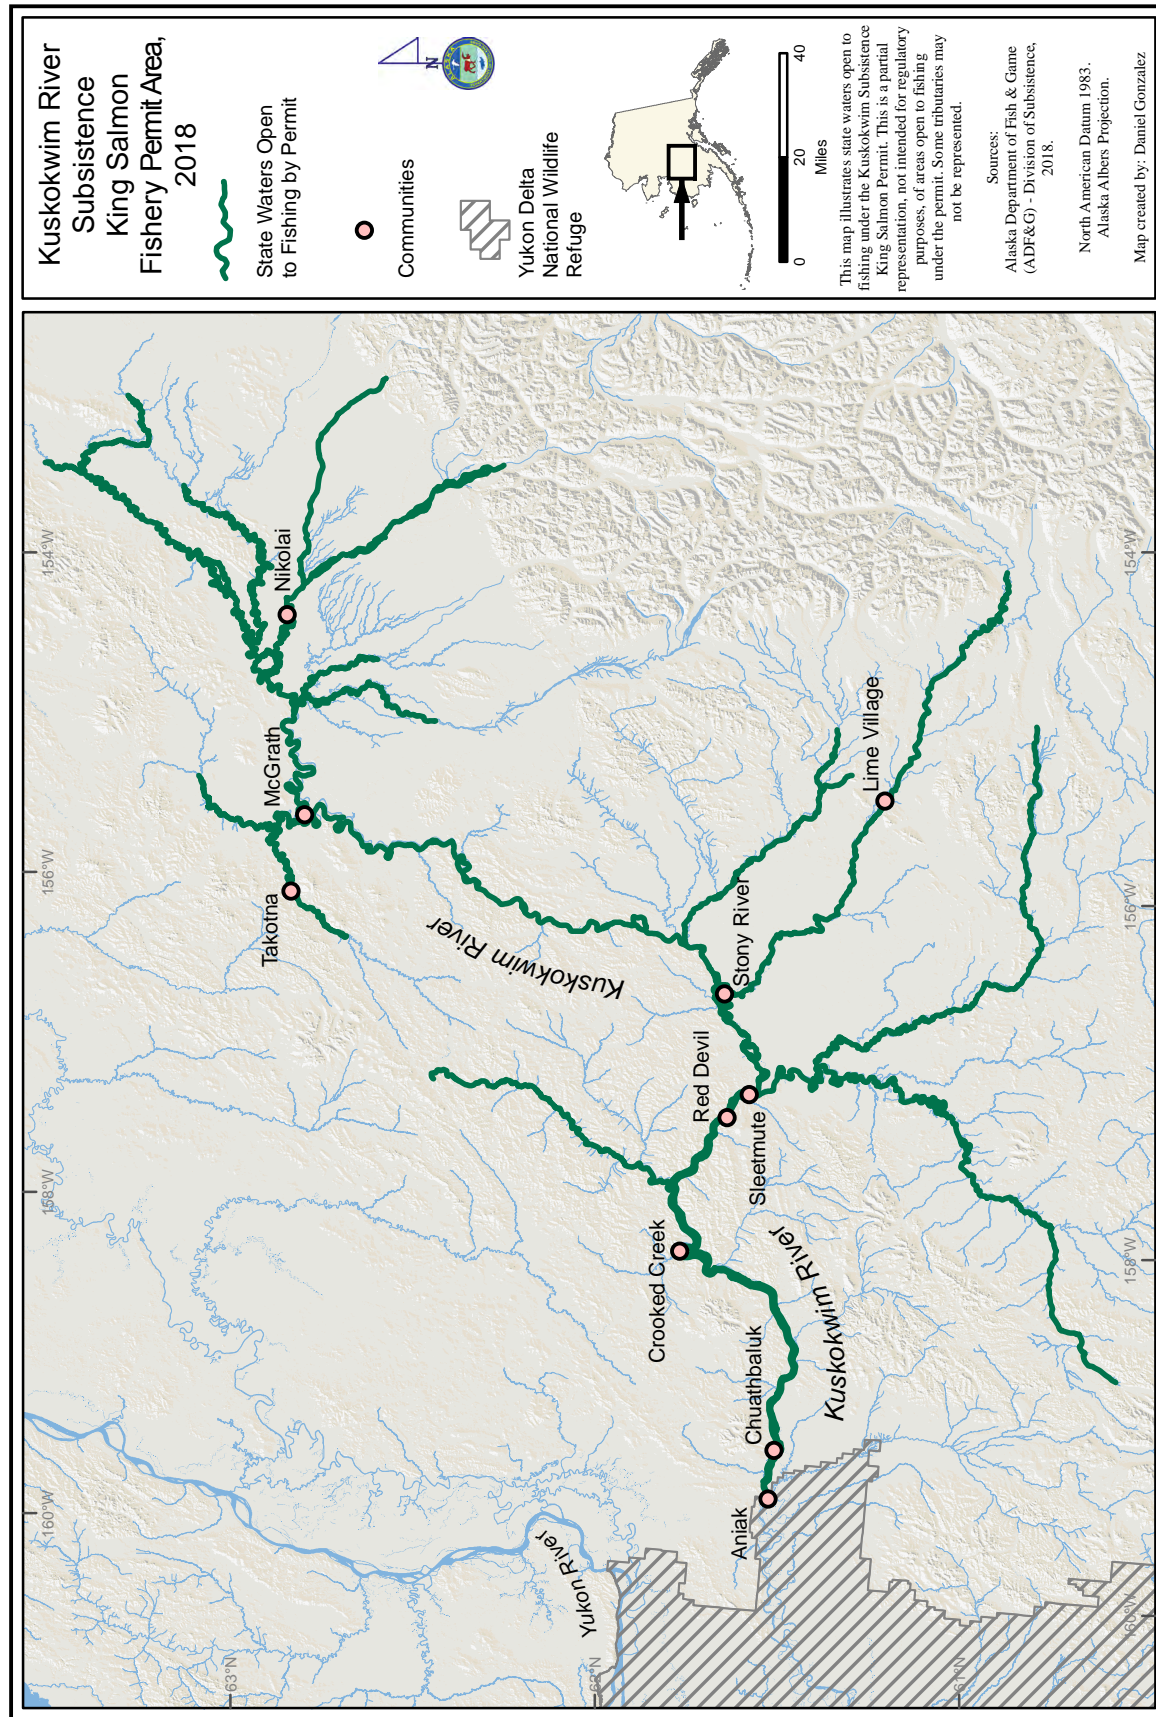 Kuskokwim River
Subsistence
King Salmon
Fishery Permit Area,
2018
State Waters Open
to Fishing by Permit
N
Communities
Yukon Delta
National Wildlife
Refuge
0
20
40
Miles
This map illustrates state waters open to
fishing under the Kuskokwim Subsistence
King Salmon Permit. This is a partial
representation, not intended for regulatory
purposes, of areas open to fishing
under the permit. Some tributaries may
not be represented.
Sources:
Alaska Department of Fish & Game
(ADF&G) - Division of Subsistence,
2018.
North American Datum 1983.
Alaska Albers Projection.
Map created by: Daniel Gonzalez
160°W
158°W
156°W
154°W
63°N
62°N
61°N
160°W
158°W
156°W
154°W
Takotna
McGrath
Nikolai
Kuskokwim River
Yukon River
Crooked Creek
Red Devil
Stony River
Lime Village
Sleetmute
Aniak
Chuathbaluk
Kuskokwim River